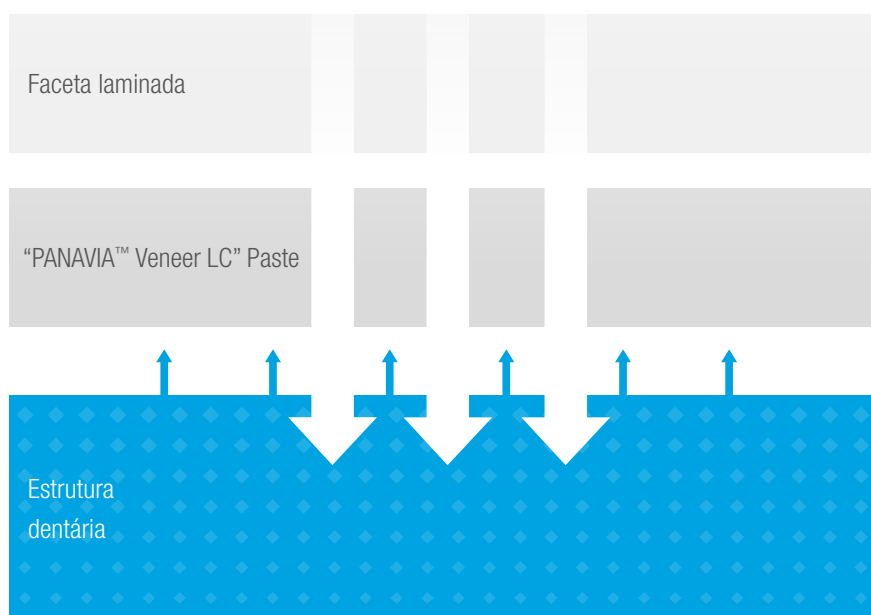 Faceta laminada
“PANAVIA™ Veneer LC” Paste
Estrutura
dentária